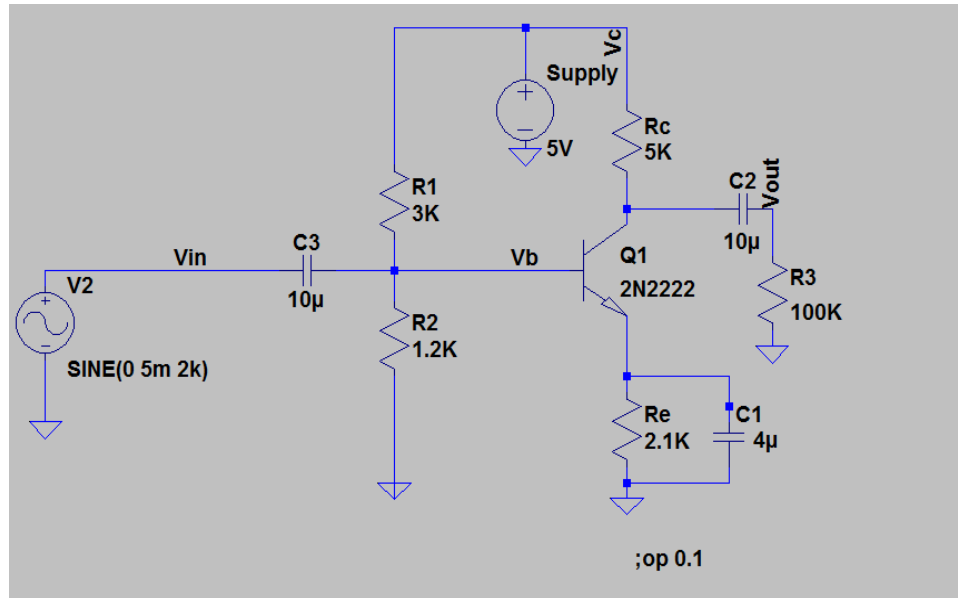 Vc
Supply
5V
Rc
5K
C2
10µ
Vout
R1
3K
Vin
C3
10µ
Vb
Q1
2N2222
R3
100K
V2
SINE(0 5m 2k)
R2
1.2K
Re
2.1K
C1
4µ
;op 0.1